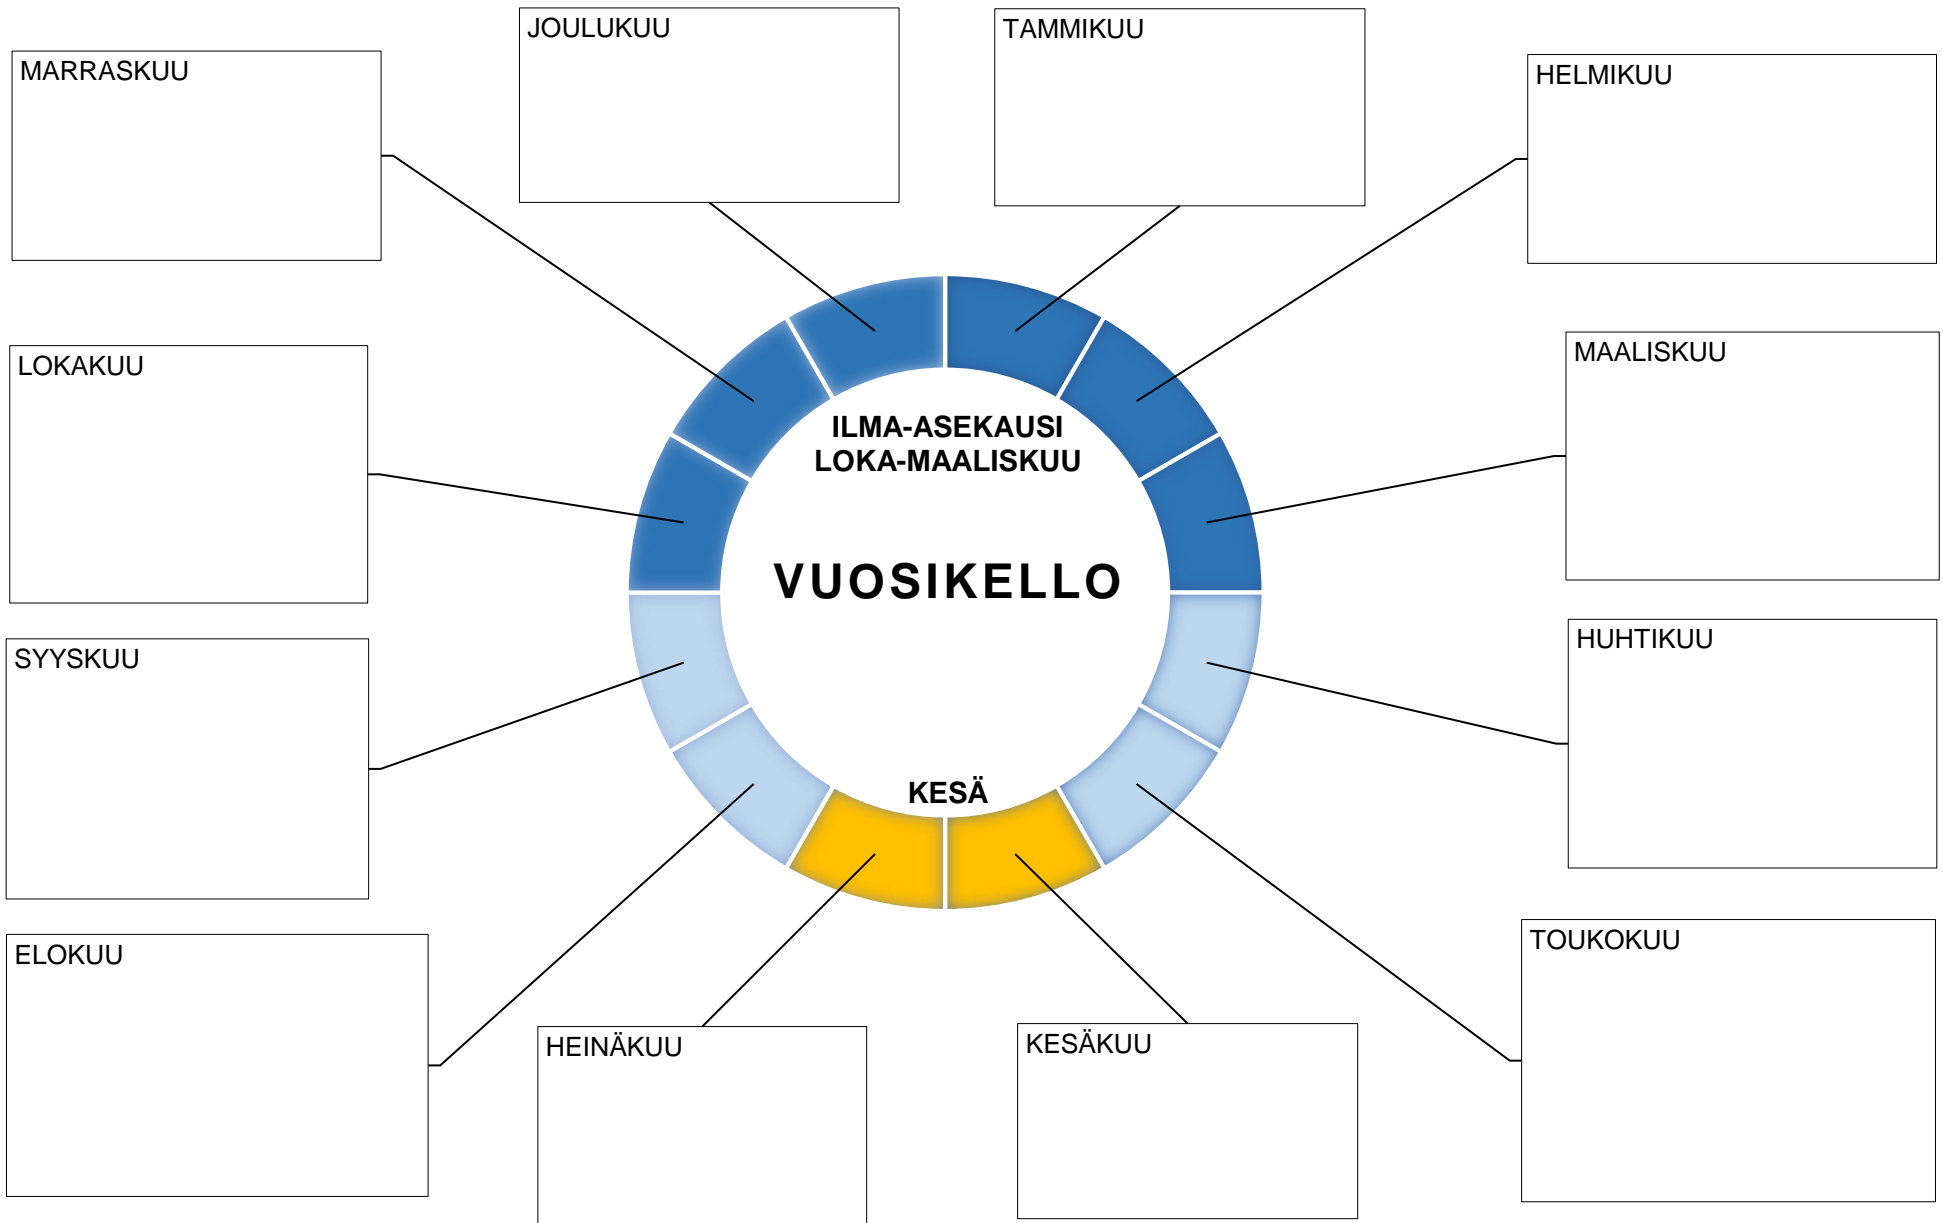 JOULUKUU
TAMMIKUU
MARRASKUU
HELMIKUU
LOKAKUU
MAALISKUU
ILMA-ASEKAUSI
LOKA-MAALISKUU
VUOSIKELLO
SYYSKUU
HUHTIKUU
KESÄ
ELOKUU
TOUKOKUU
HEINÄKUU
KESÄKUU